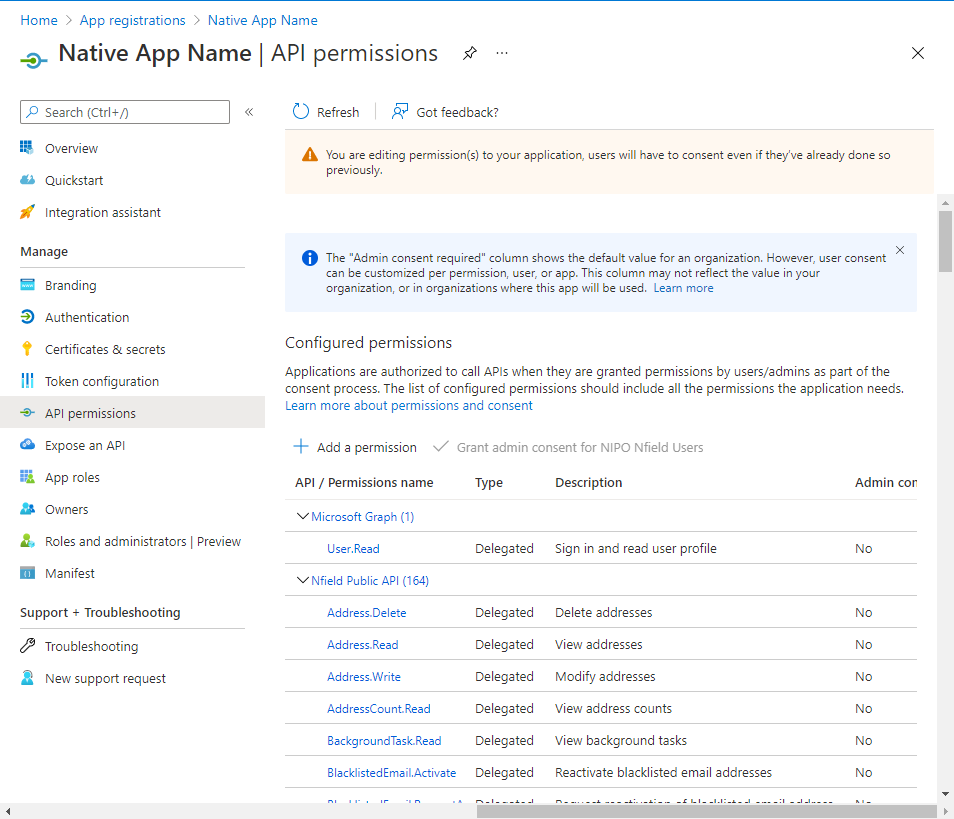 Home > App registrations > Native App Name
Native App Name | API permissions
Search (Ctrl+/)
Overview
Quickstart
Integration assistant
Manage
Branding
Authentication
Certificates & secrets
Token configuration
API permissions
Expose an API
App roles
Owners
Roles and administrators | Preview
Manifest
Support + Troubleshooting
Troubleshooting
New support request
Refresh
Got feedback?
You are editing permission(s) to your application, users will have to consent even if they've already done so
previously.
The "Admin consent required" column shows the default value for an organization. However, user consent
can be customized per permission, user, or app. This column may not reflect the value in your
organization, or in organizations where this app will be used. Learn more
Configured permissions
Applications are authorized to call APIs when they are granted permissions by users/admins as part of the
consent process. The list of configured permissions should include all the permissions the application needs.
Learn more about permissions and consent
Add a permission Grant admin consent for NIPO Nfield Users
API / Permissions name Type Description Admin con
Microsoft Graph (1)
User.Read Delegated Sign in and read user profile No
Nfield Public API (164)
Address.Delete Delegated Delete addresses No
Address.Read Delegated View addresses No
Address.Write Delegated Modify addresses No
AddressCount.Read Delegated View address counts No
BackgroundTask.Read Delegated View background tasks No
BlacklistedEmail.Activate Delegated Reactivate blacklisted email addresses No
Delegated Request reactivation of blacklisted email address No